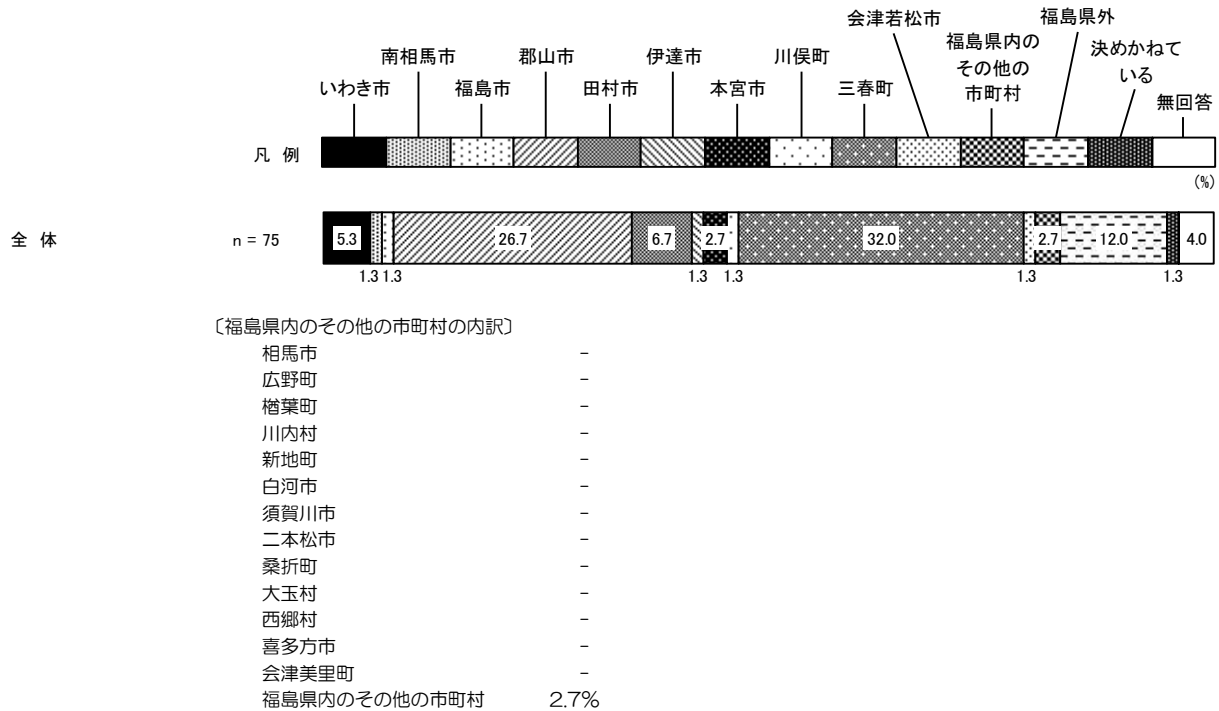 会津若松市
福島県外
南相馬市
郡山市
伊達市
川俣町
福島県内の
その他の
市町村
決めかねて
いる
いわき市
福島市
田村市
本宮市
三春町
無回答
凡 例
(%)
全 体
n = 75
5.3
26.7
6.7
2.7
32.0
2.7
12.0
4.0
1.3 1.3
1.3
1.3
1.3
1.3
〔福島県内のその他の市町村の内訳〕
相馬市 -
広野町 -
楢葉町 -
川内村 -
新地町 -
白河市 -
須賀川市 -
二本松市 -
桑折町 -
大玉村 -
西郷村 -
喜多方市 -
会津美里町 -
福島県内のその他の市町村 2.7%